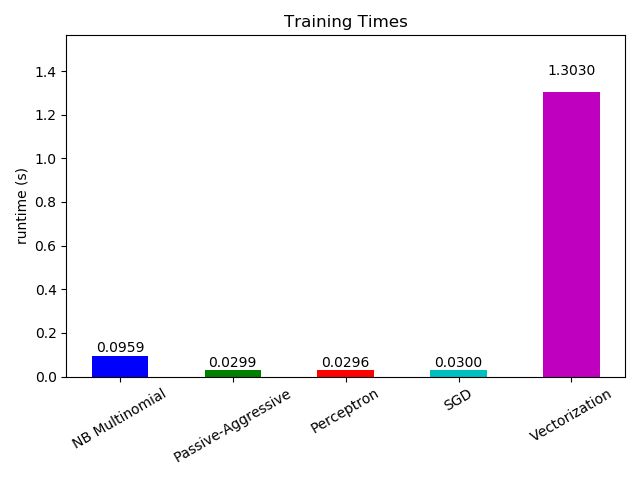 Training Times
runtime (s)
1.4
1.2
1.0
0.8
0.6
0.4
0.2
0.0
0.0959
0.0299
0.0296
0.0300
1.3030
NB Multinomial
Passive-Aggressive
Perceptron
SGD
Vectorization